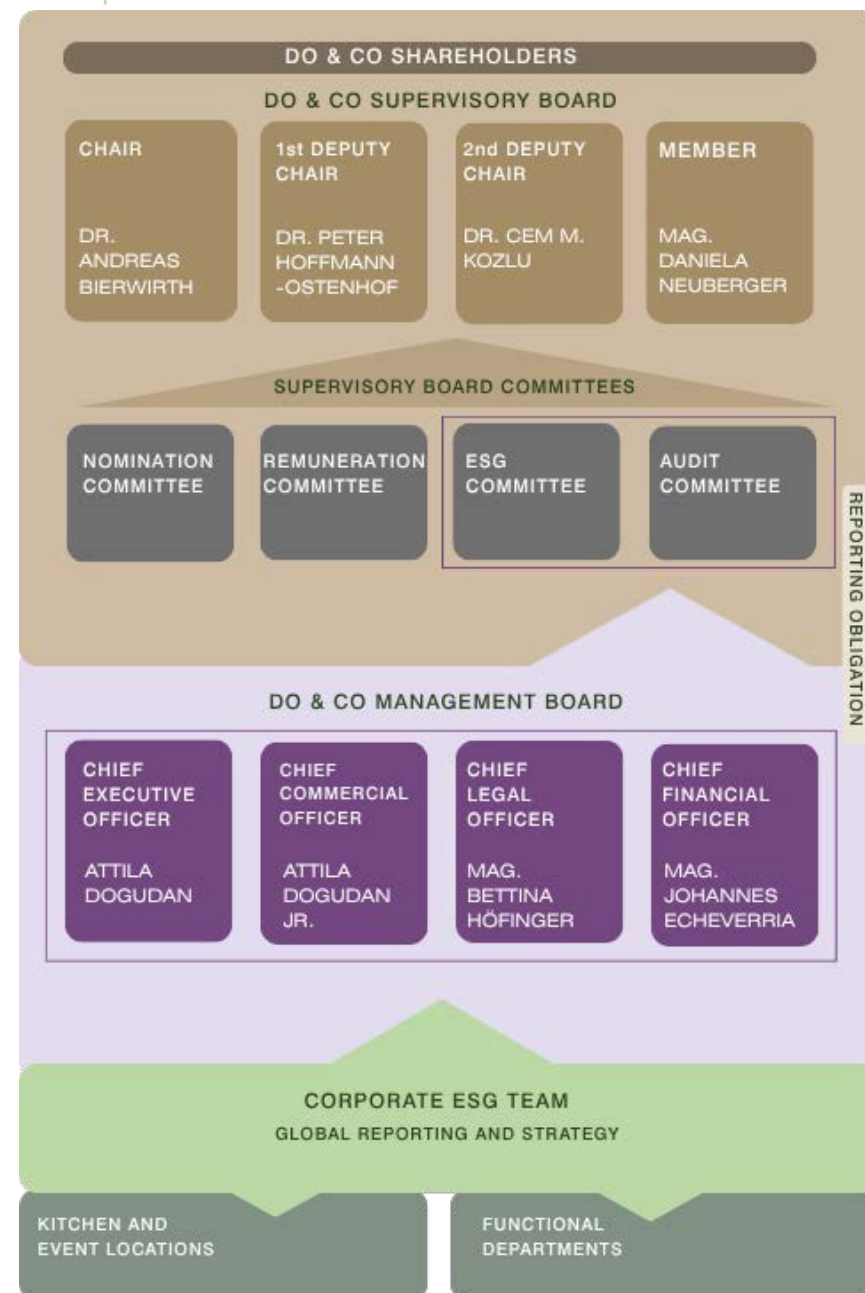 DO & CO SHAREHOLDERS
DO & CO SUPERVISORY BOARD
CHAIR
DR.
ANDREAS
BIERWIRTH
1st DEPUTY
CHAIR
DR. PETER
HOFFMANN
-OSTENHOF
2nd DEPUTY
CHAIR
DR. CEM M.
KOZLU
MEMBER
MAG.
DANIELA
NEUBERGER
SUPERVISORY BOARD COMMITTEES
NOMINATION
COMMITTEE
REMUNERATION
COMMITTEE
ESG
COMMITTEE
AUDIT
COMMITTEE
REPORTING OBLIGATION
DO & CO MANAGEMENT BOARD
CHIEF
EXECUTIVE
OFFICER
ATTILA
DOGUDAN
CHIEF
COMMERCIAL
OFFICER
ATTILA
DOGUDAN
JR.
CHIEF
LEGAL
OFFICER
MAG.
BETTINA
HÖFINGER
CHIEF
FINANCIAL
OFFICER
MAG.
JOHANNES
ECHEVERRIA
CORPORATE ESG TEAM
GLOBAL REPORTING AND STRATEGY
KITCHEN AND
EVENT LOCATIONS
FUNCTIONAL
DEPARTMENTS